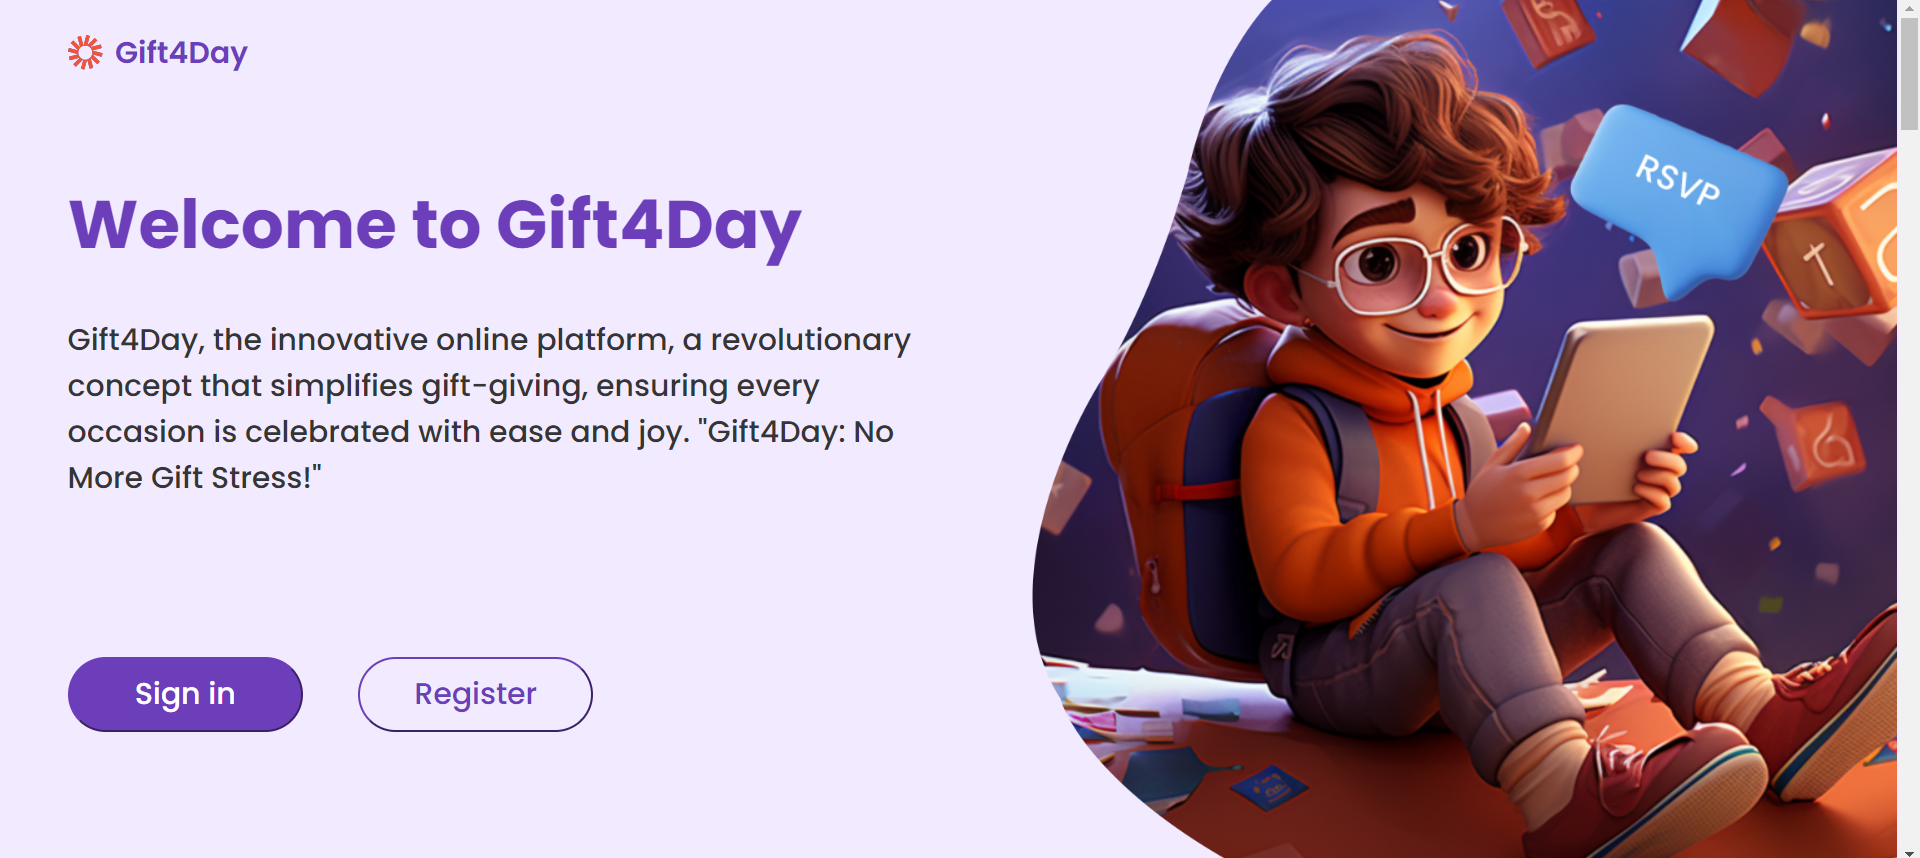 Gift4Day
Welcome to Gift4Day
Gift4Day, the innovative online platform, a revolutionary
concept that simplifies gift-giving, ensuring every
occasion is celebrated with ease and joy. "Gift4Day: No
More Gift Stress!"
Sign in
Register
RSVP